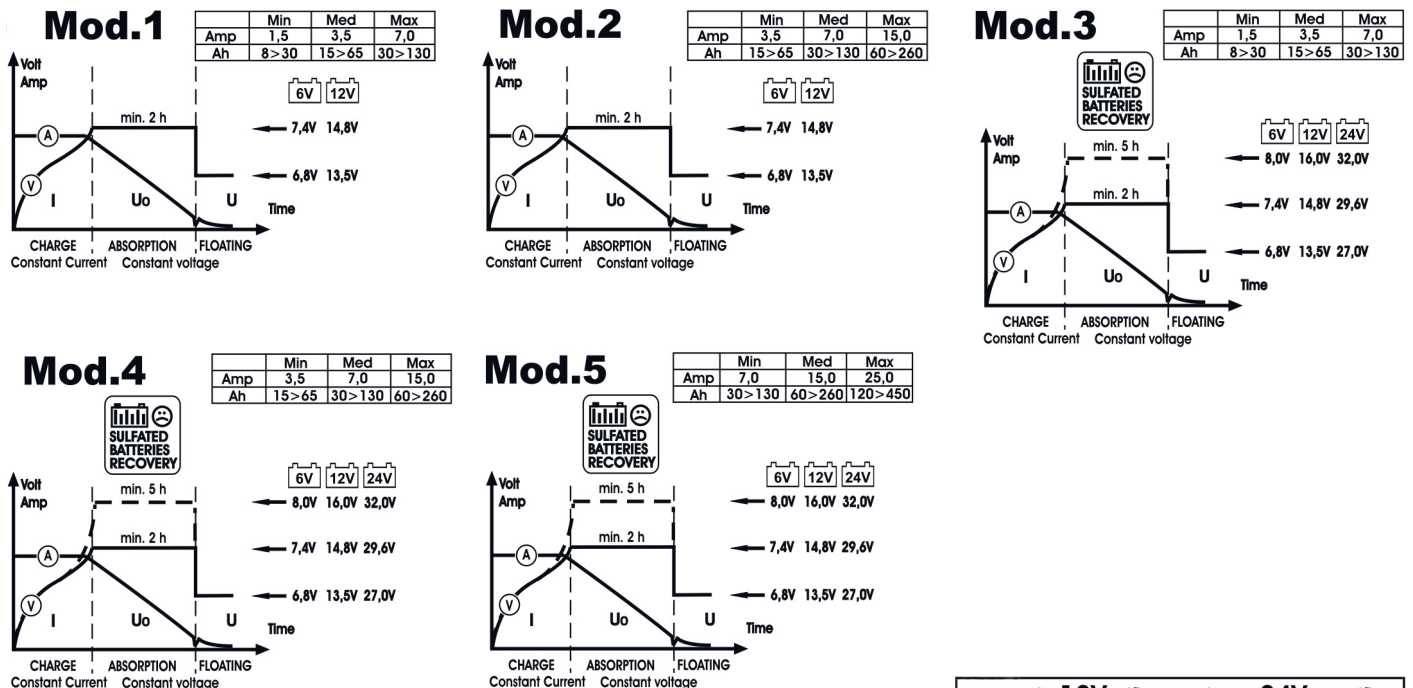 Mod.1
Min Med Max
Amp 1,5 3,5 7,0
Ah 8>30 15>65 30>130
Volt
Amp
6V 12V
min. 2 h
7,4V 14,8V
A
6,8V 13,5V
V
I Uo U
Time
CHARGE ABSORPTION FLOATING
Constant Current Constant voltage
Mod.2
Min Med Max
Amp 3,5 7,0 15,0
Ah 15>65 30>130 60>260
Volt
Amp
6V 12V
min. 2 h
7,4V 14,8V
A
6,8V 13,5V
V
I Uo U
Time
CHARGE ABSORPTION FLOATING
Constant Current Constant voltage
Mod.3
Min Med Max
Amp 1,5 3,5 7,0
Ah 8>30 15>65 30>130
SULFATED
BATTERIES
RECOVERY
Volt
Amp
6V 12V 24V
min. 5 h
8,0V 16,0V 32,0V
min. 2 h
7,4V 14,8V 29,6V
A
6,8V 13,5V 27,0V
V
I Uo U
Time
CHARGE ABSORPTION FLOATING
Constant Current Constant voltage
Mod.4
Min Med Max
Amp 3,5 7,0 15,0
Ah 15>65 30>130 60>260
SULFATED
BATTERIES
RECOVERY
6V 12V 24V
Volt
Amp
min. 5 h
8,0V 16,0V 32,0V
min. 2 h
7,4V 14,8V 29,6V
A
6,8V 13,5V 27,0V
V
I Uo U
Time
CHARGE ABSORPTION FLOATING
Constant Current Constant voltage
Mod.5
Min Med Max
Amp 7,0 15,0 25,0
Ah 30>130 60>260 120>450
SULFATED
BATTERIES
RECOVERY
6V 12V 24V
Volt
Amp
min. 5 h
8,0V 16,0V 32,0V
min. 2 h
7,4V 14,8V 29,6V
A
6,8V 13,5V 27,0V
V
I Uo U
Time
CHARGE ABSORPTION FLOATING
Constant Current Constant voltage